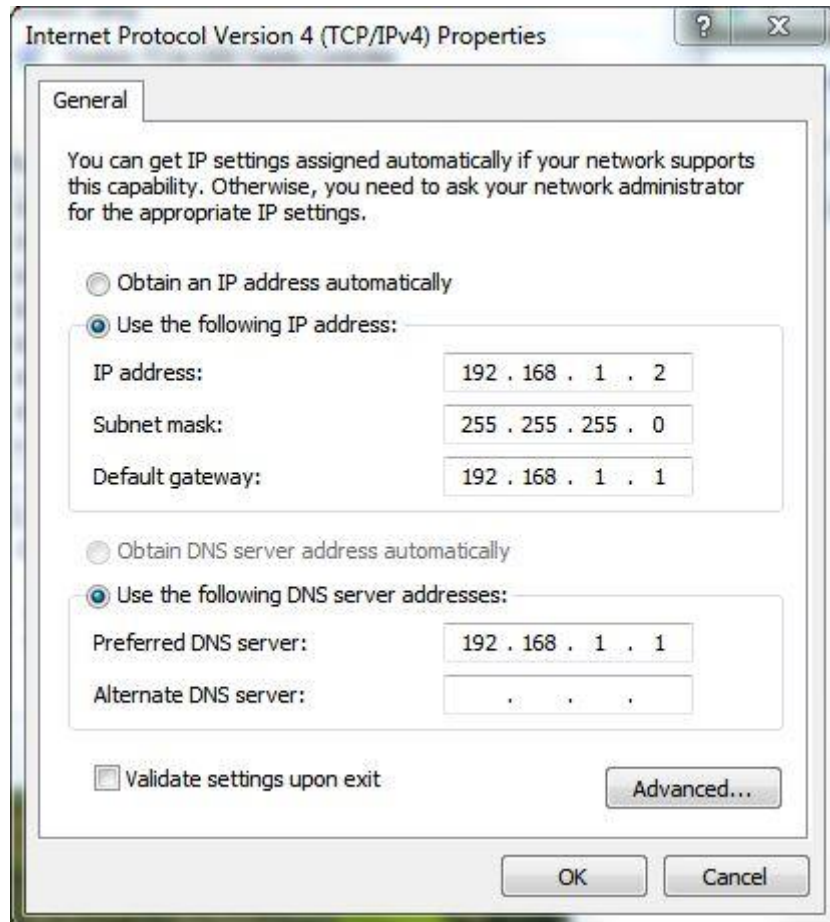 Internet Protocol Version 4 (TCP/IPv4) Properties
General
You can get IP settings assigned automatically if your network supports
this capability. Otherwise, you need to ask your network administrator
for the appropriate IP settings.
Obtain an IP address automatically
Use the following IP address:
IP address: 192 . 168 . 1 . 2
Subnet mask: 255 . 255 . 255 . 0
Default gateway: 192 . 168 . 1 . 1
Obtain DNS server address automatically
Use the following DNS server addresses:
Preferred DNS server: 192 . 168 . 1 . 1
Alternate DNS server: . . .
Validate settings upon exit
Advanced...
OK Cancel